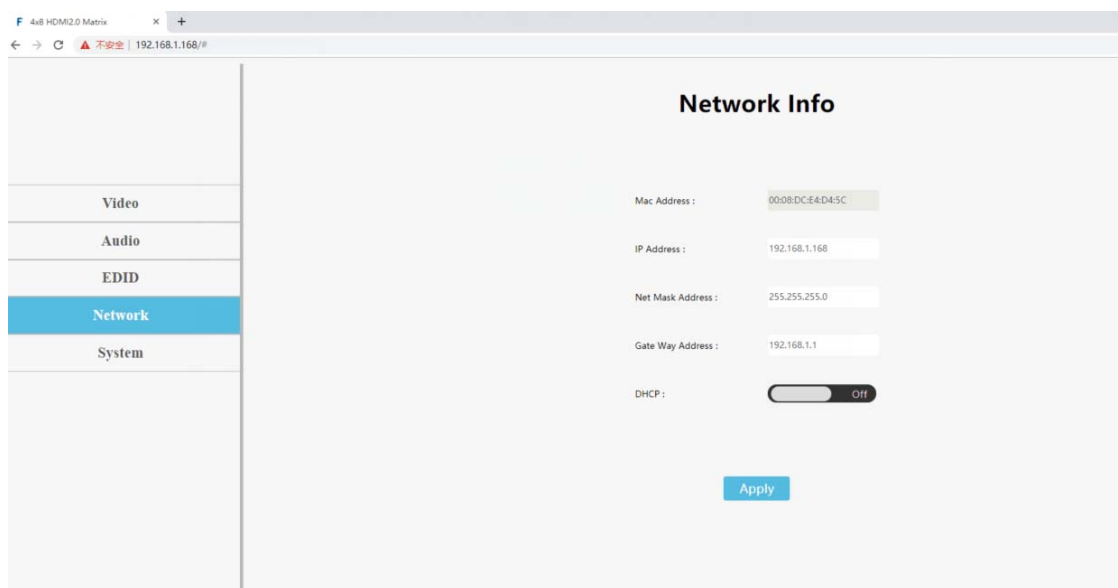 F 4x8 HDMI2.0 Matrix
不安全 | 192.168.1.168/#
Network Info
Video
Audio
EDID
Network
System
Mac Address : 00:08:DC:E4:D4:5C
IP Address : 192.168.1.168
Net Mask Address : 255.255.255.0
Gate Way Address : 192.168.1.1
DHCP : Off
Apply